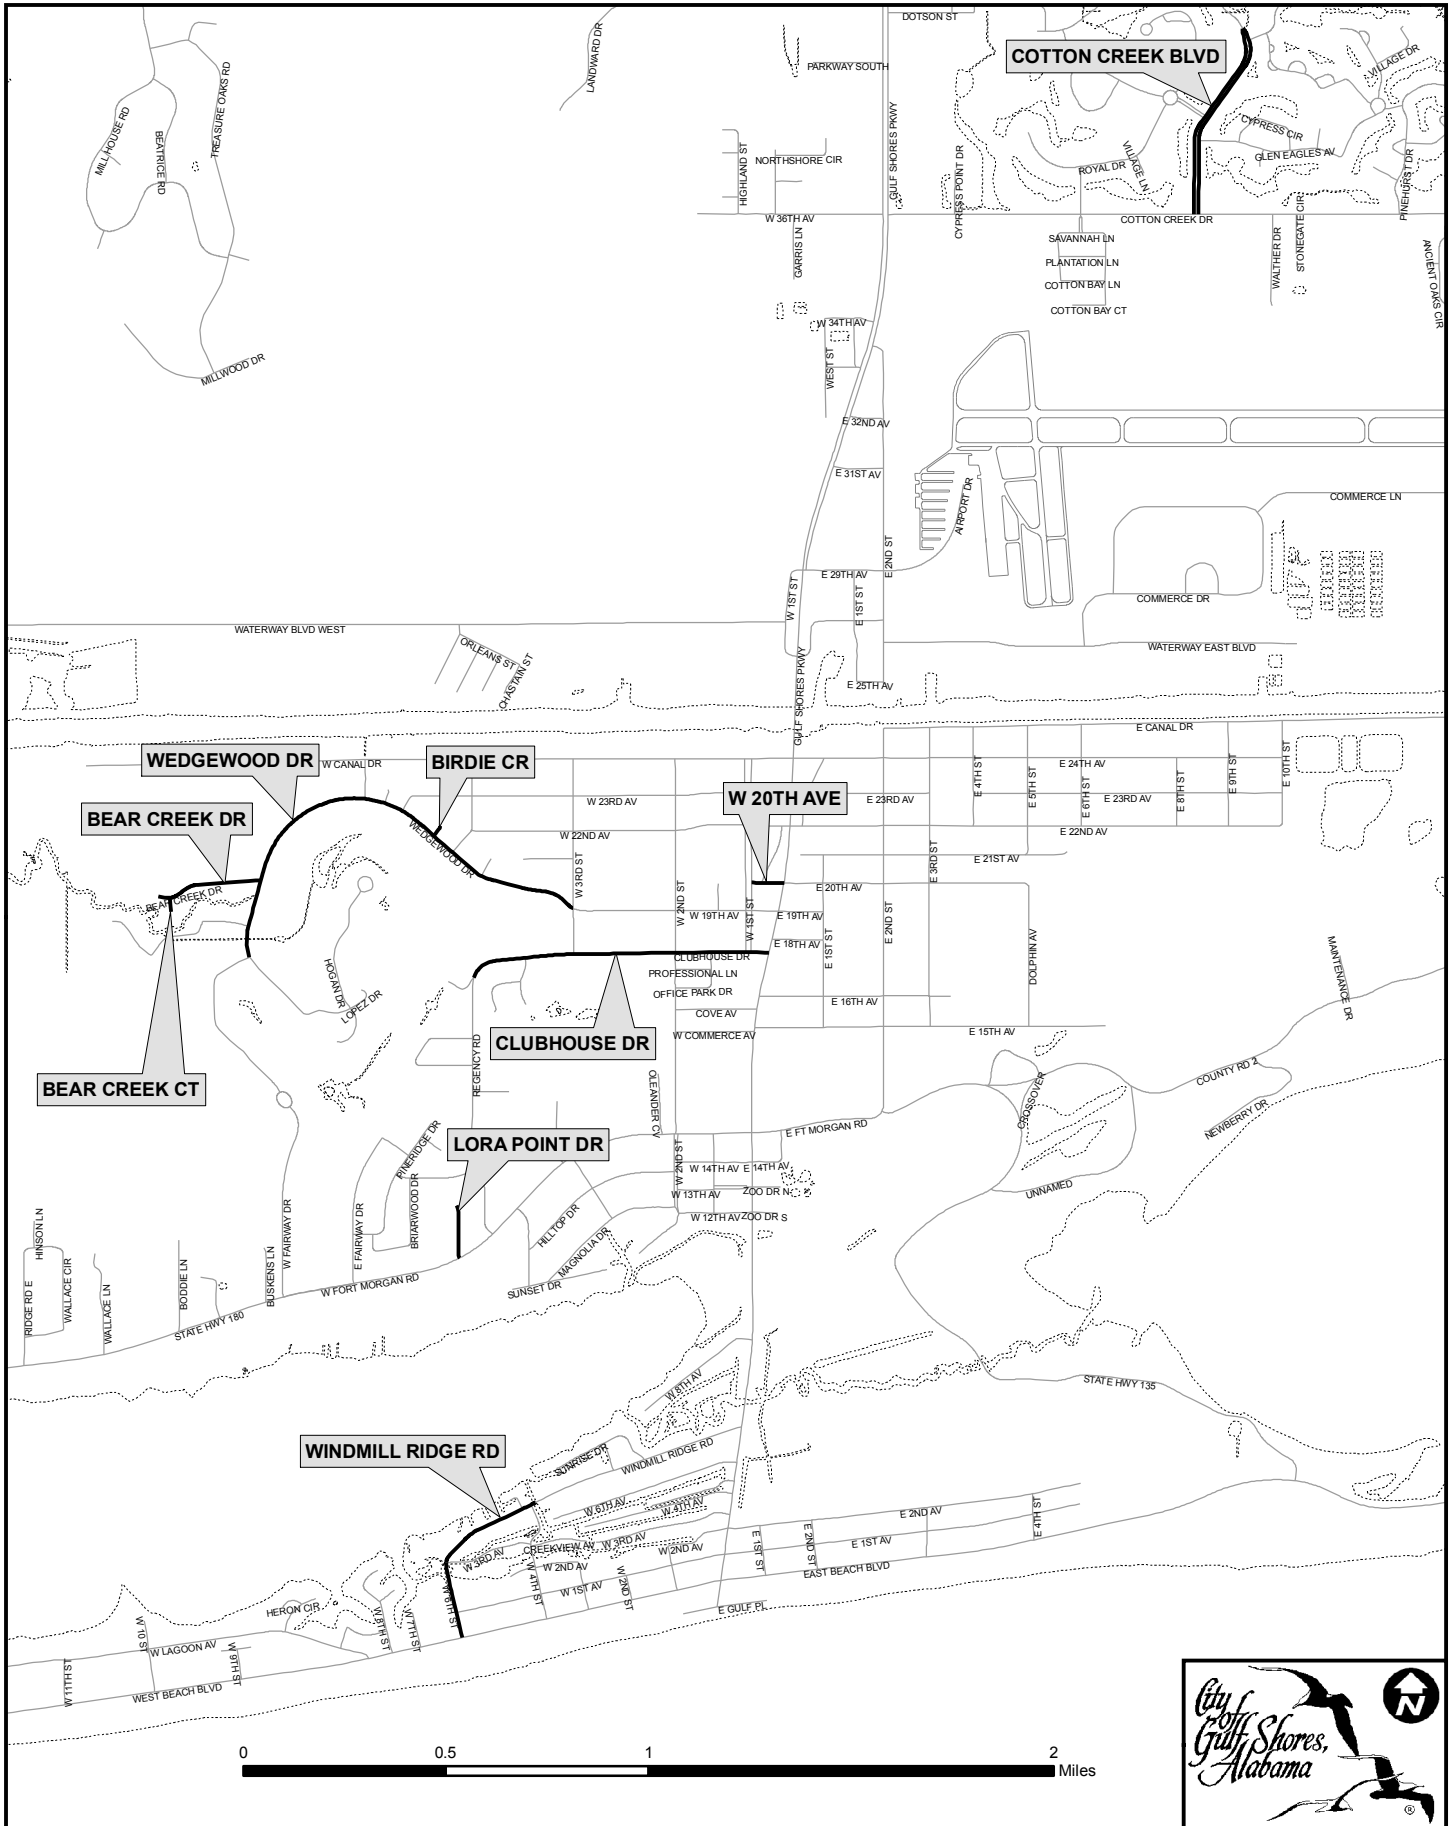 DOTSON ST
LANDWARD DR
COTTON CREEK BLVD
VILLAGE DR
PARKWAY SOUTH
TREASURE OAKS RD
MILL HOUSE RD
BEATRICE RD
GULF SHORES PKWY
CYPRESS CIR
GLEN EAGLES AV
HIGHLAND ST
NORTHSHORE CIR
CYPRESS POINT DR
VILLAGE LN
ROYAL DR
PINEHURST DR
W 36TH AV
COTTON CREEK DR
GARRIS LN
SAVANNAH LN
PLANTATION LN
COTTON BAY LN
COTTON BAY CT
WALTHER DR
STONEGATE CIR
ANCIENT OAKS CIR
W 34TH AV
WEST ST
MILLWOOD DR
E 32ND AV
E 31ST AV
AIRPORT DR
COMMERCE LN
E 2ND ST
E 29TH AV
W 1ST ST
E 1ST ST
COMMERCE DR
WATERWAY BLVD WEST
ORLEANS ST
CHASTAIN ST
WATERWAY EAST BLVD
E 25TH AV
GULF SHORES PKWY
E CANAL DR
WEDGEWOOD DR
W CANAL DR
BIRDIE CR
E 24TH AV
E 4TH ST
E 5TH ST
E 6TH ST
E 8TH ST
E 9TH ST
E 10TH ST
W 20TH AVE
W 23RD AV
E 23RD AV
E 23RD AV
BEAR CREEK DR
WEDGEWOOD DR
W 22ND AV
E 22ND AV
W 3RD ST
E 3RD ST
E 21ST AV
BEAR CREEK DR
W 2ND ST
E 20TH AV
W 19TH AV
W 1ST ST
E 19TH AV
E 2ND ST
E 18TH AV
E 1ST ST
DOLPHIN AV
MAINTENANCE DR
CLUBHOUSE DR
PROFESSIONAL LN
OFFICE PARK DR
HOGAN DR
LOPEZ DR
E 16TH AV
COVE AV
W COMMERCE AV
E 15TH AV
CLUBHOUSE DR
REGENCY RD
BEAR CREEK CT
OLEANDER CV
CROSSOVER
COUNTY RD 2
NEWBERRY DR
E FT MORGAN RD
LORA POINT DR
PINERIDGE DR
W 2ND ST
W 14TH AV
E 14TH AV
W 13TH AV
ZOO DR N
W 12TH AV
ZOO DR S
UNNAMED
BRIARWOOD DR
E FAIRWAY DR
W FAIRWAY DR
HILLTOP DR
MAGNOLIA DR
SUNSET DR
HINSON LN
RIDGE RD E
WALLACE CIR
WALLACE LN
BODDIE LN
BUSKENS LN
W FORT MORGAN RD
STATE HWY 180
STATE HWY 135
W 8TH AV
WINDMILL RIDGE RD
SUNRISE DR
WINDMILL RIDGE RD
W 6TH AV
W 4TH AV
E 2ND AV
E 4TH ST
W 3RD AV
CREEKVIEW AV
W 3RD AV
W 2ND AV
E 1ST ST
E 2ND ST
E 1ST AV
W 2ND AV
W 4TH ST
W 1ST AV
W 2ND ST
EAST BEACH BLVD
E GULF PL
W 6TH ST
W 7TH ST
W 8TH ST
HERON CIR
W 10 ST
W LAGOON AV
W 9TH ST
W 11TH ST
WEST BEACH BLVD
0 0.5 1 2
Miles
N
City
of
Gulf Shores,
Alabama
®